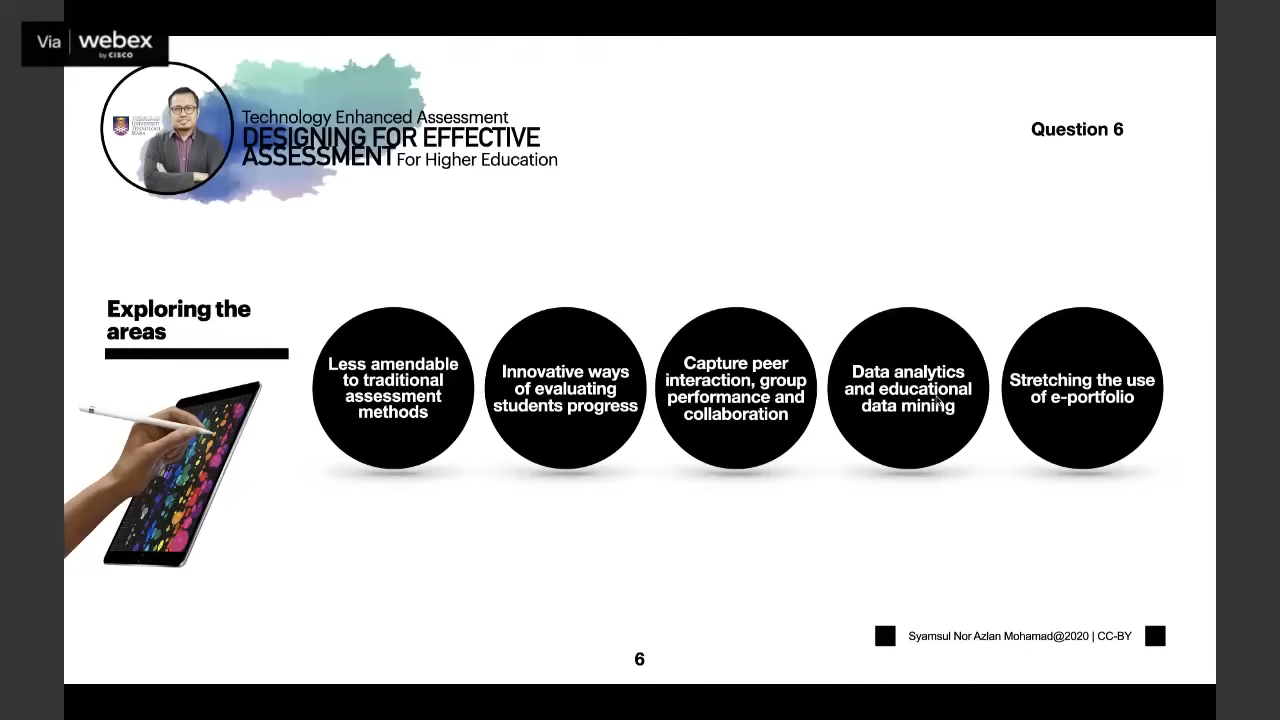 Via webex
by CISCO
UNIVERSITI
TEKNOLOGI
MARA
Technology Enhanced Assessment
DESIGNING FOR EFFECTIVE
ASSESSMENT For Higher Education
Question 6
Exploring the
areas
Less amendable
to traditional
assessment
methods
Innovative ways
of evaluating
students progress
Capture peer
interaction, group
performance and
collaboration
Data analytics
and educational
data mining
Stretching the use
of e-portfolio
Syamsul Nor Azlan Mohamad@2020 | CC-BY
6